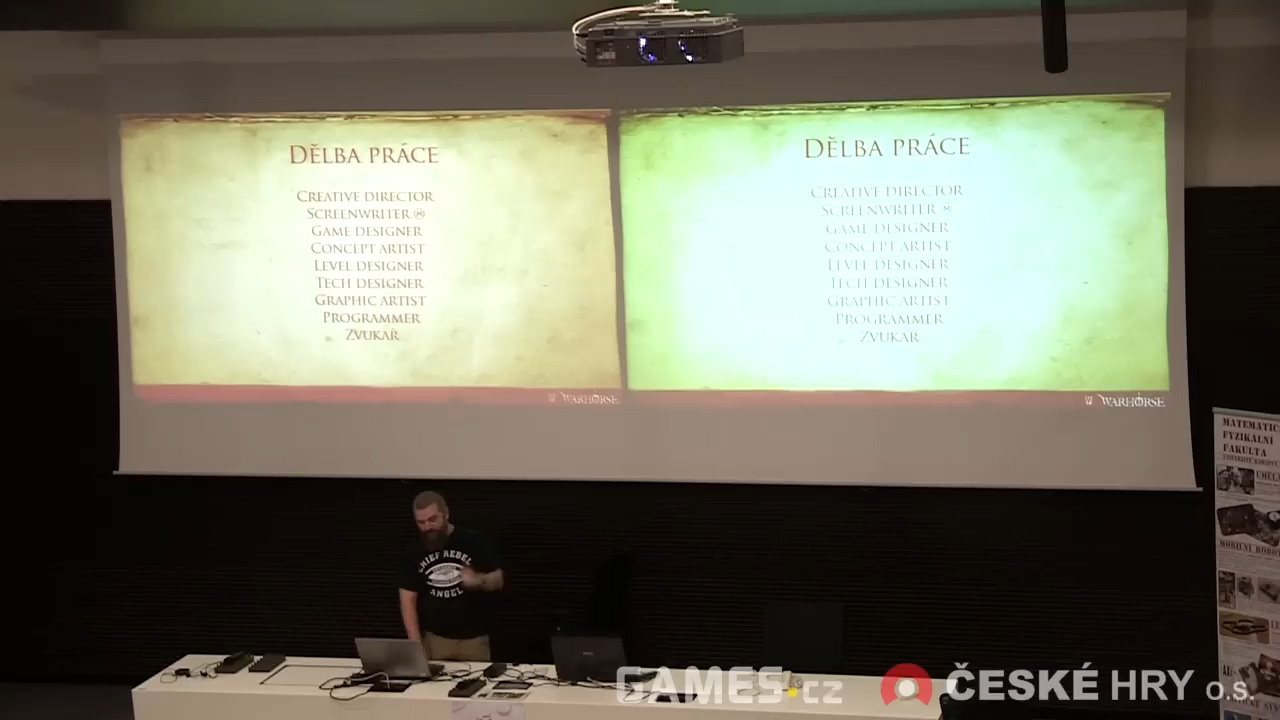 DĚLBA PRÁCE
CREATIVE DIRECTOR
SCREENWRITER
GAME DESIGNER
CONCEPT ARTIST
LEVEL DESIGNER
TECH DESIGNER
GRAPHIC ARTIST
PROGRAMMER
ZVUKAŘ
WARHORSE
DĚLBA PRÁCE
CREATIVE DIRECTOR
SCREENWRITER
GAME DESIGNER
CONCEPT ARTIST
LEVEL DESIGNER
TECH DESIGNER
GRAPHIC ARTIST
PROGRAMMER
ZVUKAŘ
WARHORSE
MATEMATIC
FYZIKÁLNÍ
FAKULTA
CHIEF REBEL
ANGEL
GAMES.cz
ČESKÉ HRY o.s.